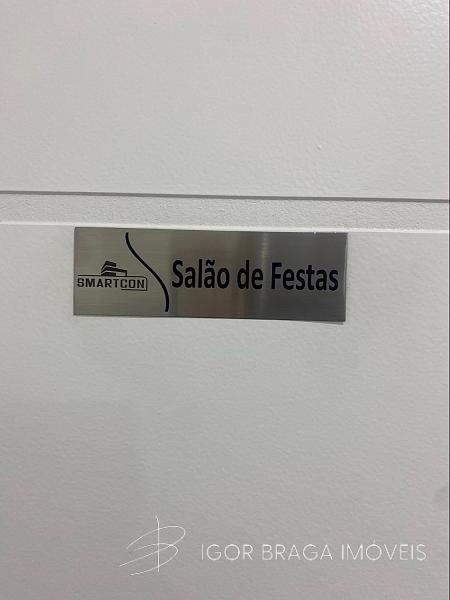 SMARTCON
Salão de Festas
IGOR BRAGA IMÓVEIS